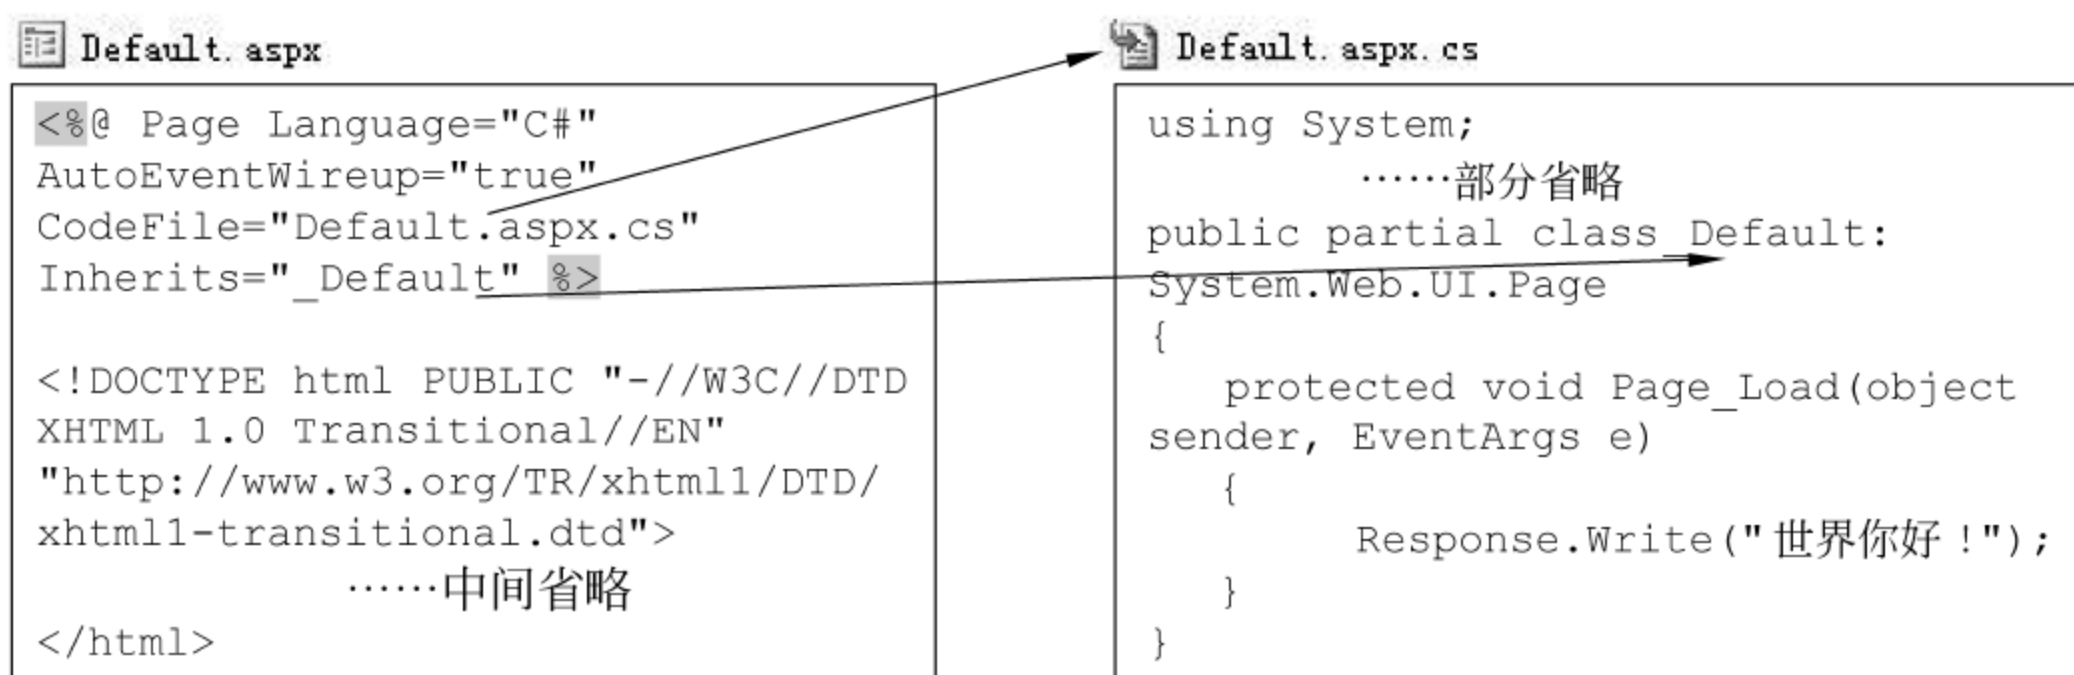 Default.aspx
<%@ Page Language="C#"
AutoEventWireup="true"
CodeFile="Default.aspx.cs"
Inherits="_Default" %>
<!DOCTYPE html PUBLIC "-//W3C//DTD
XHTML 1.0 Transitional//EN"
"http://www.w3.org/TR/xhtml1/DTD/
xhtml1-transitional.dtd">
……中间省略
</html>
Default.aspx.cs
using System;
……部分省略
public partial class _Default:
System.Web.UI.Page
{
protected void Page_Load(object
sender, EventArgs e)
{
Response.Write("世界你好!");
}
}